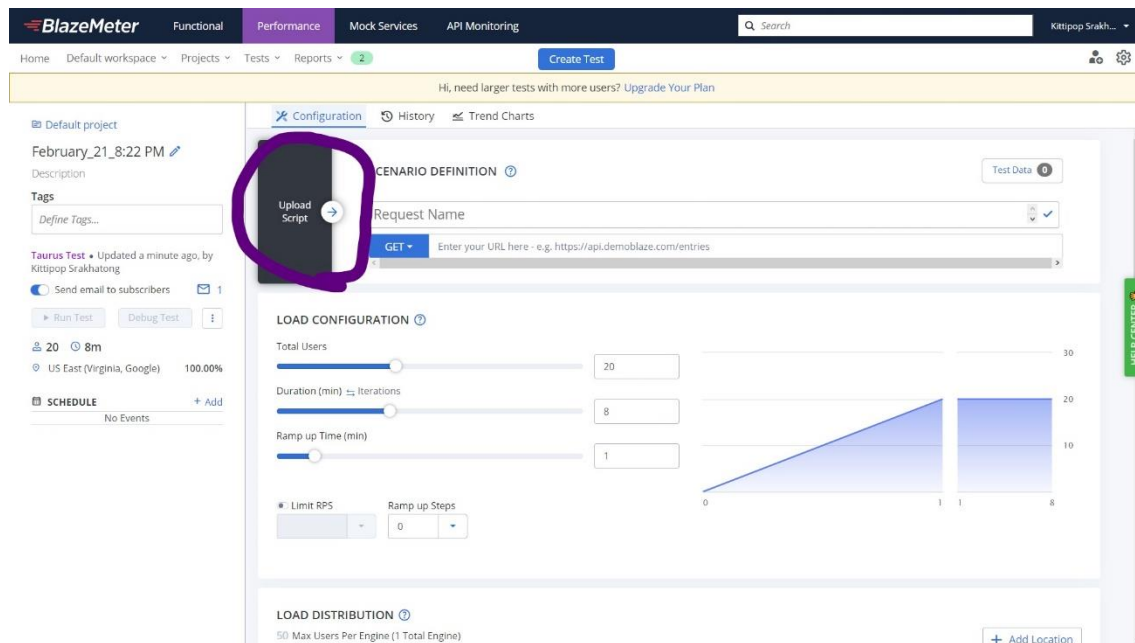 BlazeMeter Functional Performance Mock Services API Monitoring Search Kittipop Srakh...
Home Default workspace Projects Tests Reports 2 Create Test
Hi, need larger tests with more users? Upgrade Your Plan
Default project
February_21_8:22 PM
Description
Tags
Define Tags...
Taurus Test • Updated a minute ago, by
Kittipop Srakhatong
Send email to subscribers 1
Run Test Debug Test
20 8m
US East (Virginia, Google) 100.00%
SCHEDULE + Add
No Events
Configuration History Trend Charts
Upload
Script
CENARIO DEFINITION Test Data 0
Request Name
GET Enter your URL here - e.g. https://api.demoblaze.com/entries
LOAD CONFIGURATION
Total Users
20
Duration (min) Iterations
8
Ramp up Time (min)
1
Limit RPS Ramp up Steps
0
30
20
10
0 1 1 8
LOAD DISTRIBUTION
50 Max Users Per Engine (1 Total Engine)
+ Add Location
HELP CENTER